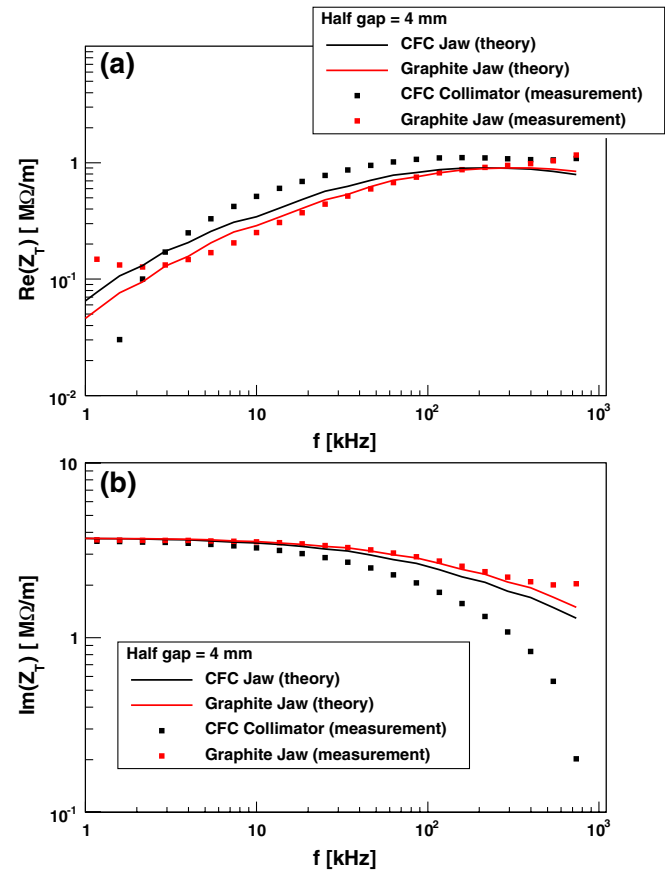 Half gap = 4 mm
CFC Jaw (theory)
Graphite Jaw (theory)
CFC Collimator (measurement)
Graphite Jaw (measurement)
(a)
1
10⁻¹
10⁻²
Re(Z_T) [ MΩ/m]
1
10
10²
10³
f [kHz]
(b)
10
1
10⁻¹
Im(Z_T) [ MΩ/m]
Half gap = 4 mm
CFC Jaw (theory)
Graphite Jaw (theory)
CFC Collimator (measurement)
Graphite Jaw (measurement)
1
10
10²
10³
f [kHz]